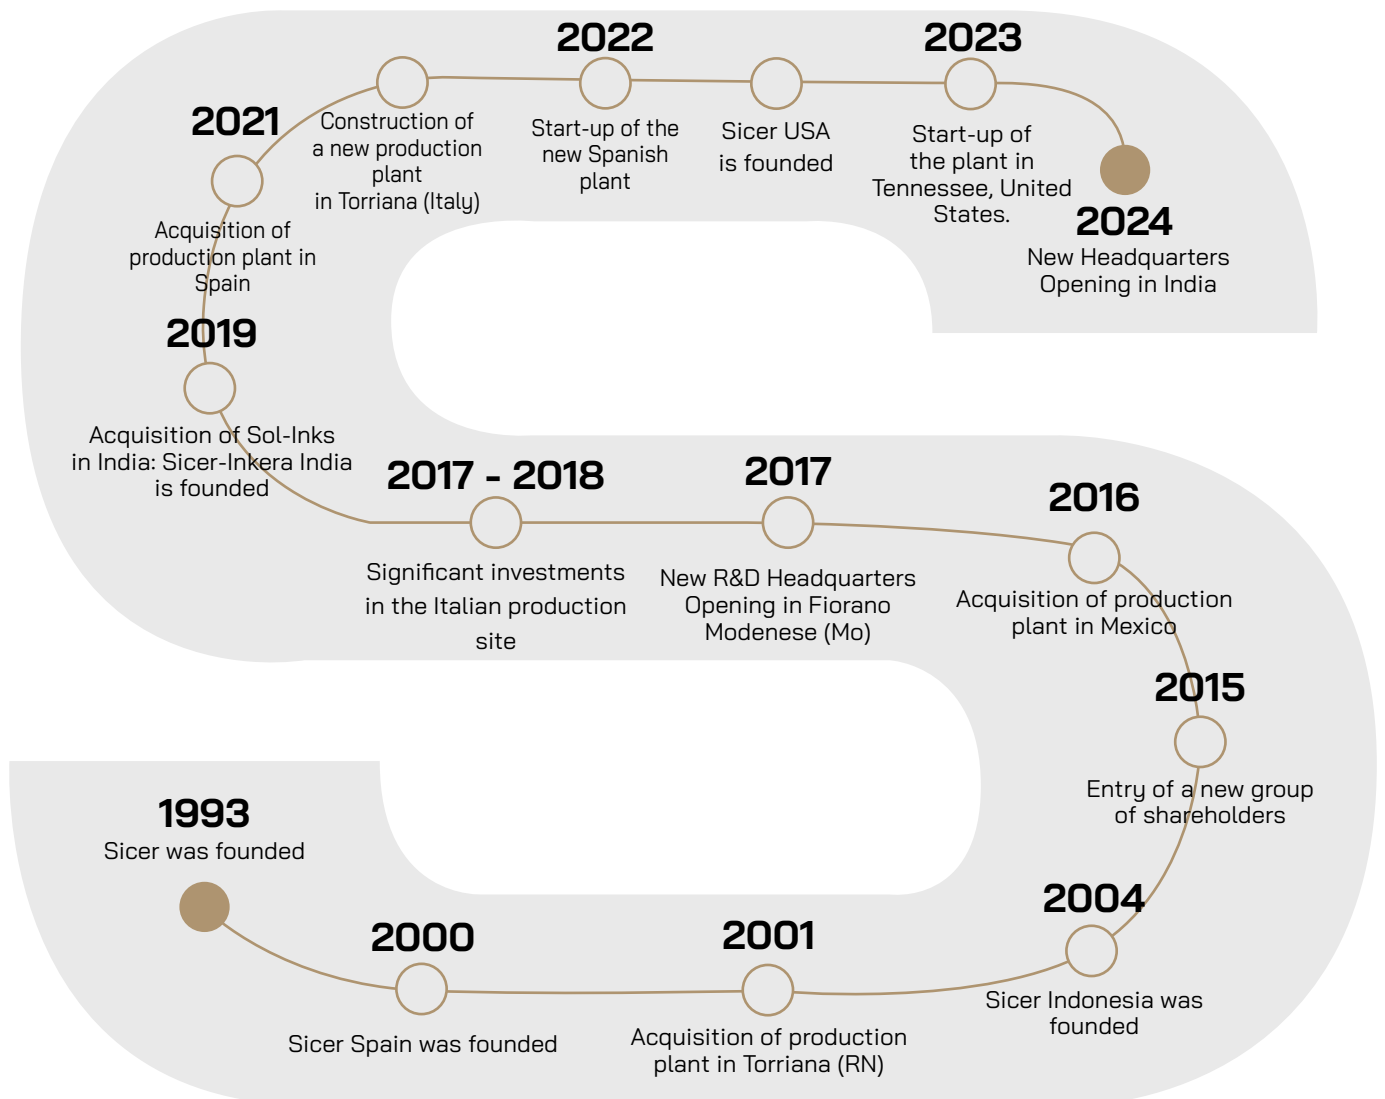 2022
2023
2021
Construction of
a new production
plant
in Torriana (Italy)
Start-up of the
new Spanish
plant
Sicer USA
is founded
Start-up of
the plant in
Tennessee, United
States.
2024
New Headquarters
Opening in India
Acquisition of
production plant in
Spain
2019
Acquisition of Sol-Inks
in India: Sicer-Inkera India
is founded
2017 - 2018
Significant investments
in the Italian production
site
2017
New R&D Headquarters
Opening in Fiorano
Modenese (Mo)
2016
Acquisition of production
plant in Mexico
2015
Entry of a new group
of shareholders
1993
Sicer was founded
2000
Sicer Spain was founded
2001
Acquisition of production
plant in Torriana (RN)
2004
Sicer Indonesia was
founded